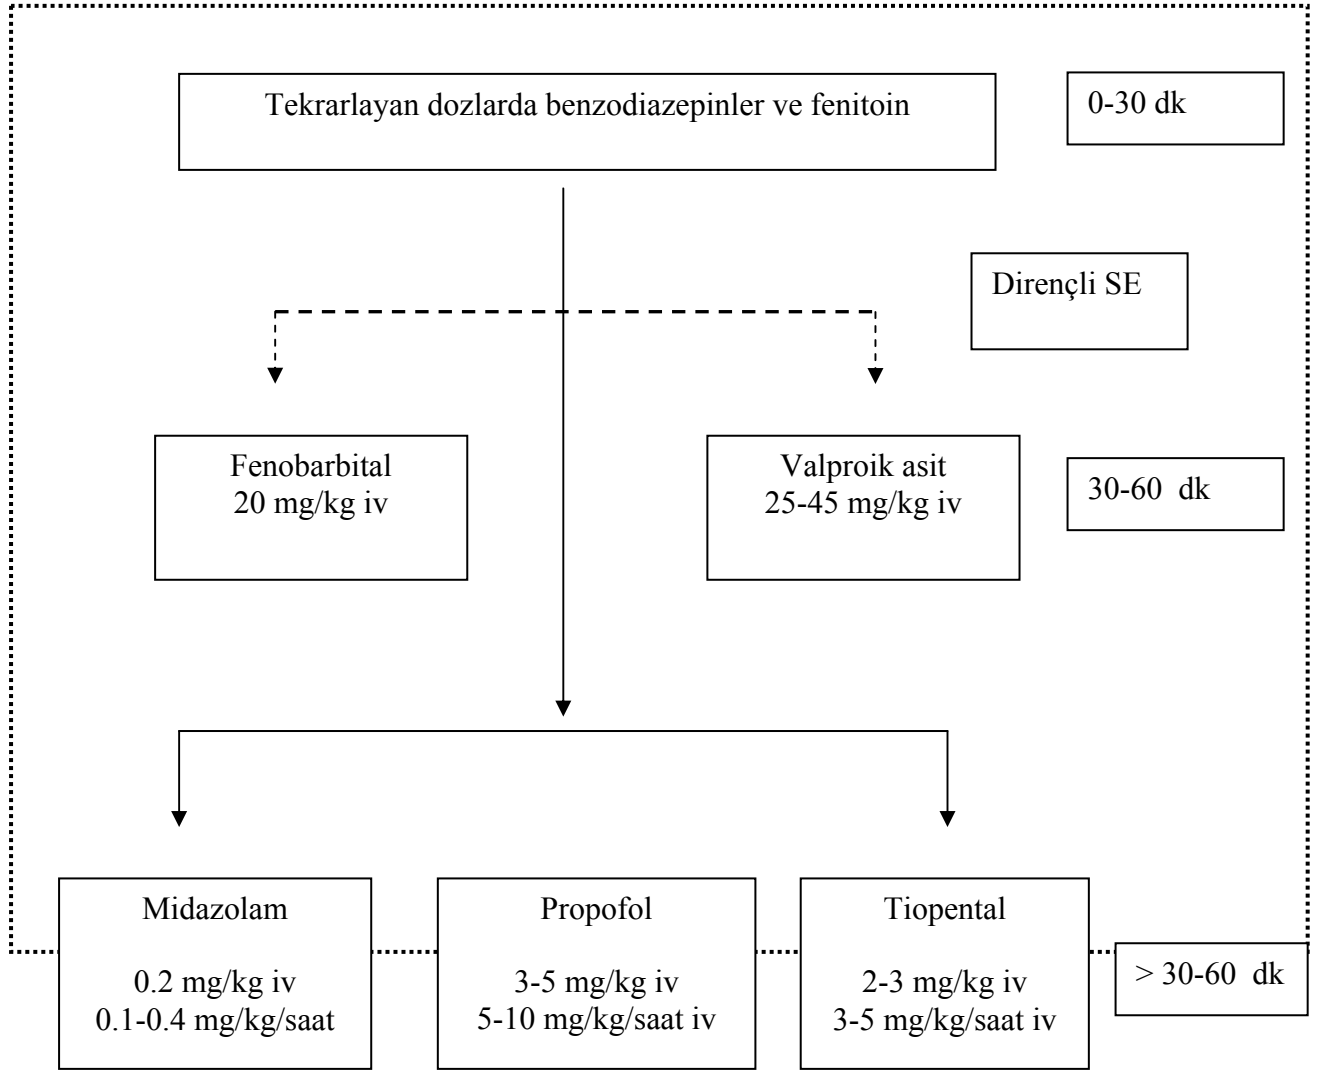 Tekrarlayan dozlarda benzodiazepinler ve fenitoin
0-30 dk
Dirençli SE
Fenobarbital
20 mg/kg iv
Valproik asit
25-45 mg/kg iv
30-60 dk
Midazolam
0.2 mg/kg iv
0.1-0.4 mg/kg/saat
Propofol
3-5 mg/kg iv
5-10 mg/kg/saat iv
Tiopental
2-3 mg/kg iv
3-5 mg/kg/saat iv
> 30-60 dk